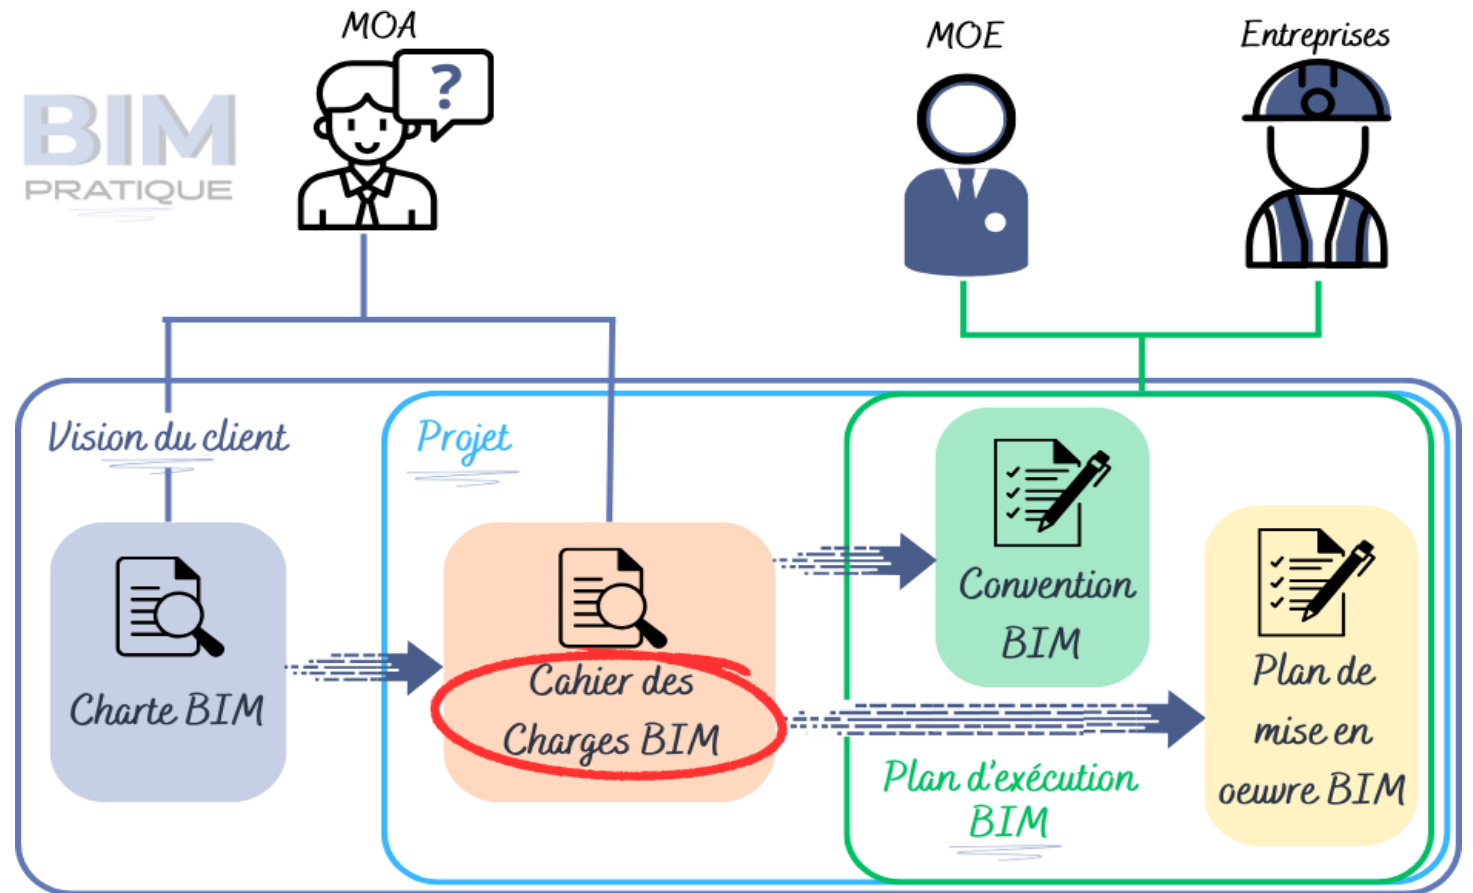 MOA
MOE
Entreprises
?
BIM
PRATIQUE
Vision du client
Projet
Charte BIM
Cahier des
Charges BIM
Convention
BIM
Plan de
mise en
oeuvre BIM
Plan d'exécution
BIM